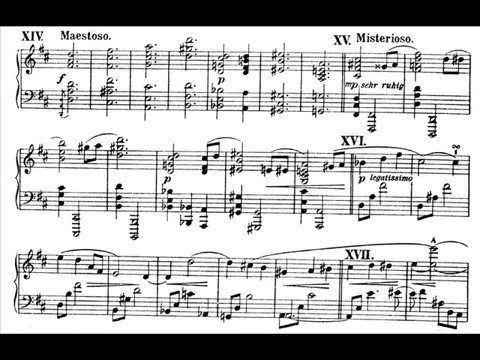 XIV. Maestoso. XV. Misterioso.
f p mp sehr ruhig
XVI.
p p legatissimo
XVII.